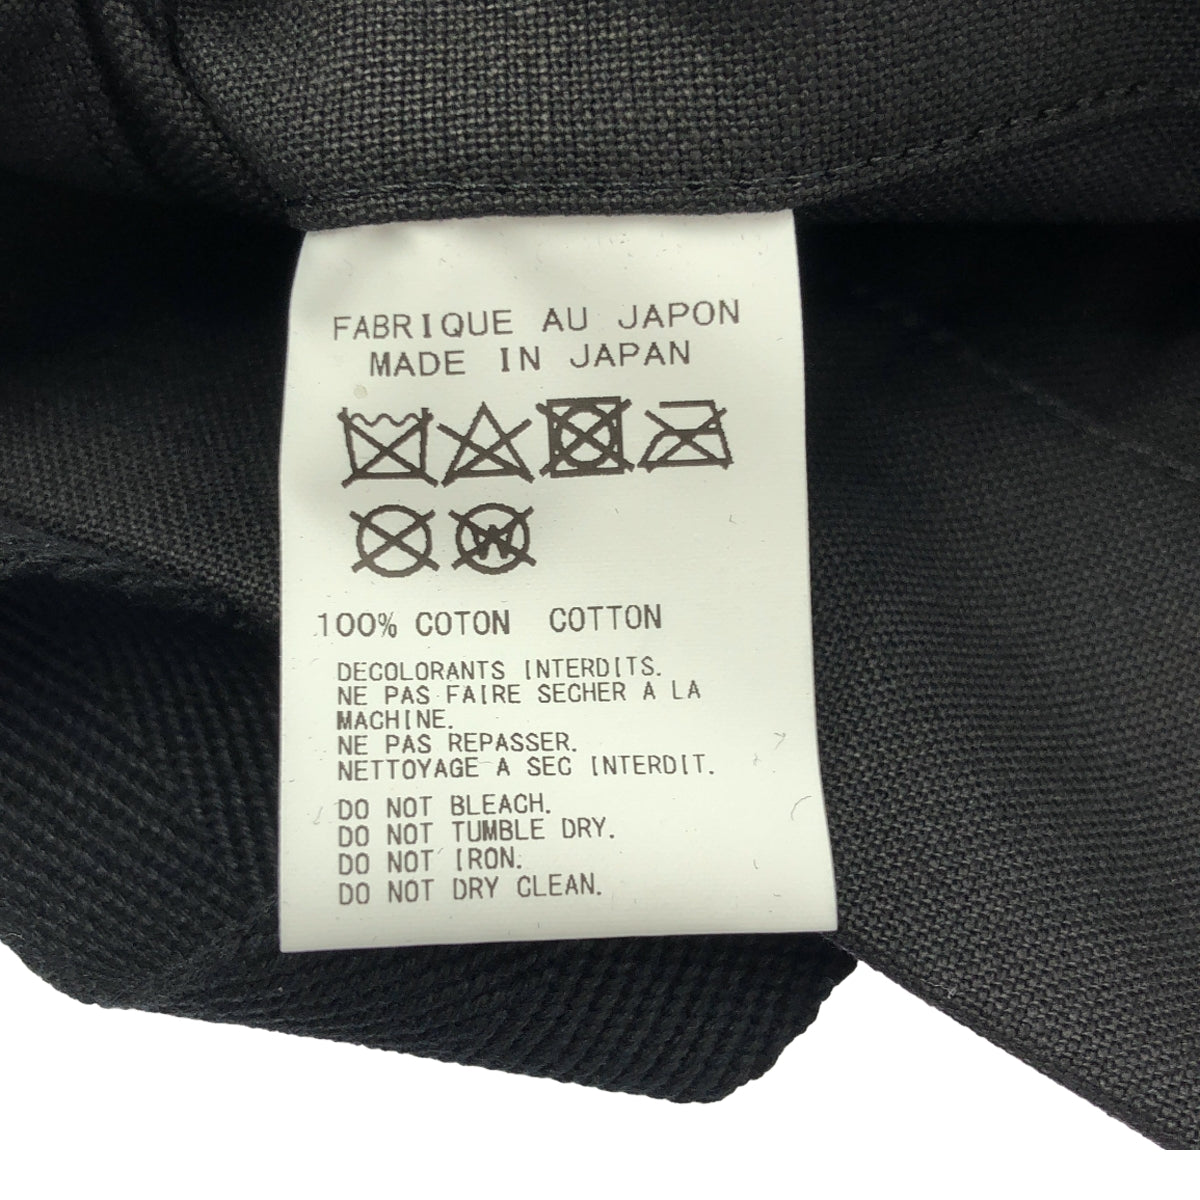 FABRIQUE AU JAPON
MADE IN JAPAN
W
100% COTON COTTON
DECOLORANTS INTERDITS.
NE PAS FAIRE SECHER A LA
MACHINE.
NE PAS REPASSER.
NETTOYAGE A SEC INTERDIT.
DO NOT BLEACH.
DO NOT TUMBLE DRY.
DO NOT IRON.
DO NOT DRY CLEAN.